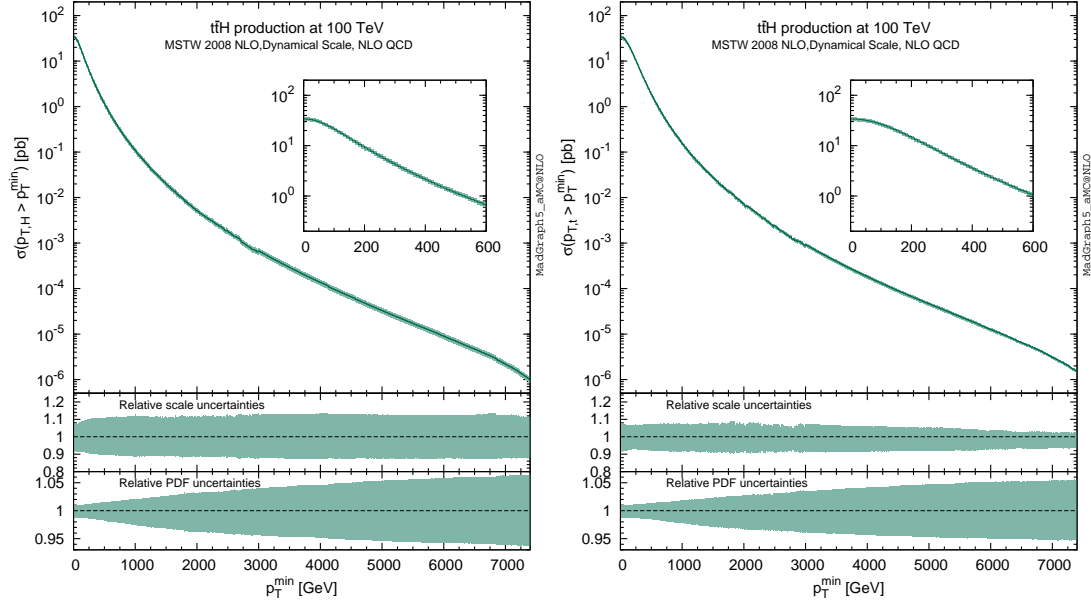 tt̄H production at 100 TeV
MSTW 2008 NLO,Dynamical Scale, NLO QCD
σ(p_{T,H} > p_T^{min}) [pb]
10^2
10^1
10^0
10^-1
10^-2
10^-3
10^-4
10^-5
10^-6
10^2
10^1
10^0
0 200 400 600
MadGraph5_aMC@NLO
Relative scale uncertainties
1.2
1.1
1
0.9
0.8
Relative PDF uncertainties
1.05
1
0.95
0 1000 2000 3000 4000 5000 6000 7000
p_T^{min} [GeV]
tt̄H production at 100 TeV
MSTW 2008 NLO,Dynamical Scale, NLO QCD
σ(p_{T,t} > p_T^{min}) [pb]
10^2
10^1
10^0
10^-1
10^-2
10^-3
10^-4
10^-5
10^-6
10^2
10^1
10^0
0 200 400 600
MadGraph5_aMC@NLO
Relative scale uncertainties
1.2
1.1
1
0.9
0.8
Relative PDF uncertainties
1.05
1
0.95
0 1000 2000 3000 4000 5000 6000 7000
p_T^{min} [GeV]